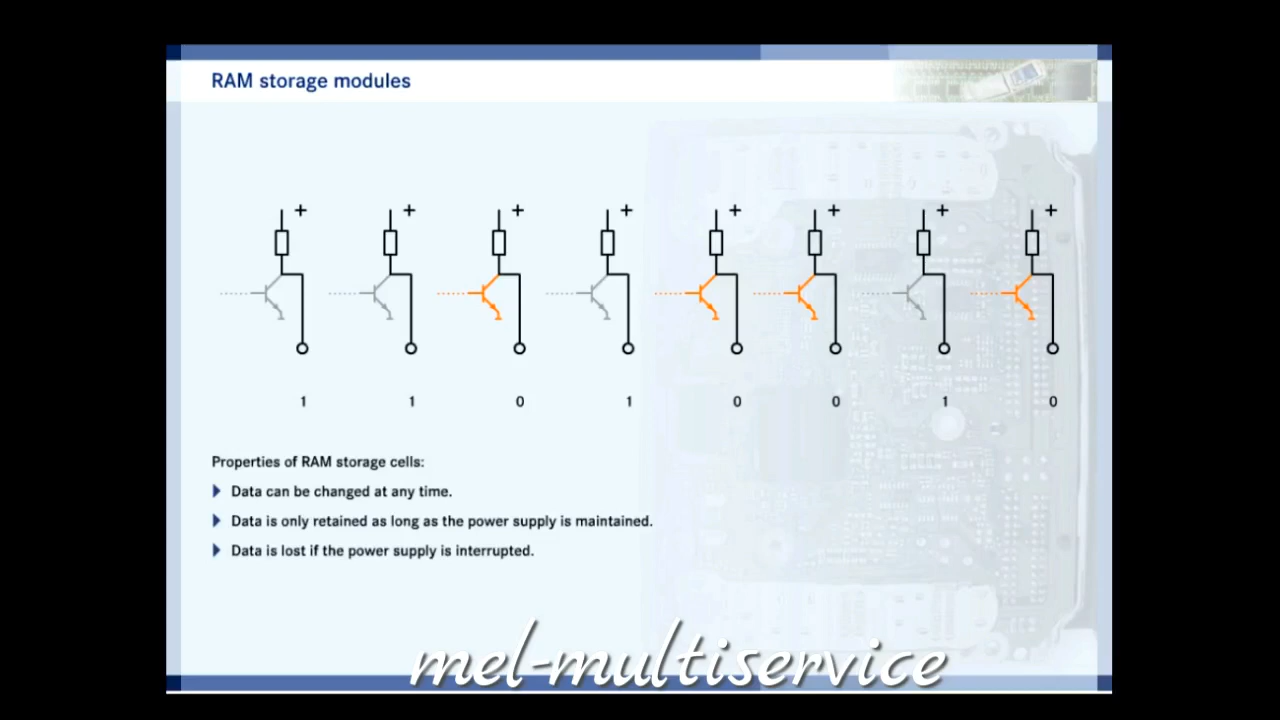 RAM storage modules
+ + + + + + + +
1 1 0 1 0 0 1 0
Properties of RAM storage cells:
Data can be changed at any time.
Data is only retained as long as the power supply is maintained.
Data is lost if the power supply is interrupted.
mel-multiservice